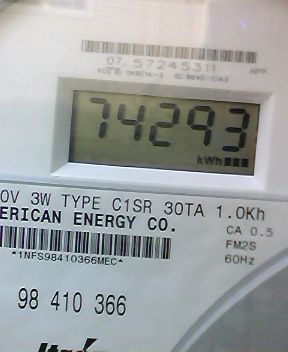 07 57245311
74293
kWh
0V 3W TYPE C1SR 30TA 1.0Kh
ERICAN ENERGY CO.
CA 0.5
FM2S
*1NFS98410366MEC*
60Hz
98 410 366
Itron